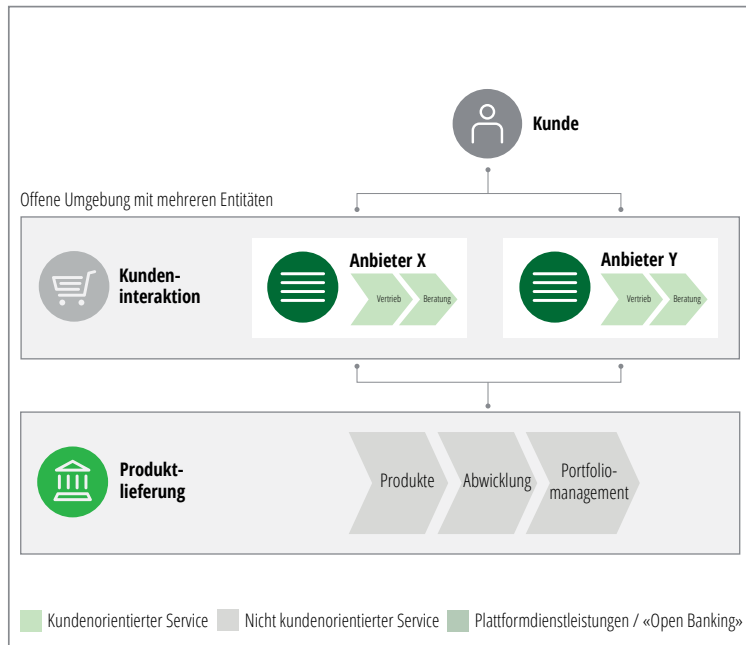 Kunde
Offene Umgebung mit mehreren Entitäten
Kunden-
interaktion
Anbieter X
Vertrieb
Beratung
Anbieter Y
Vertrieb
Beratung
Produkt-
lieferung
Produkte
Abwicklung
Portfolio-
management
Kundenorientierter Service
Nicht kundenorientierter Service
Plattformdienstleistungen / «Open Banking»